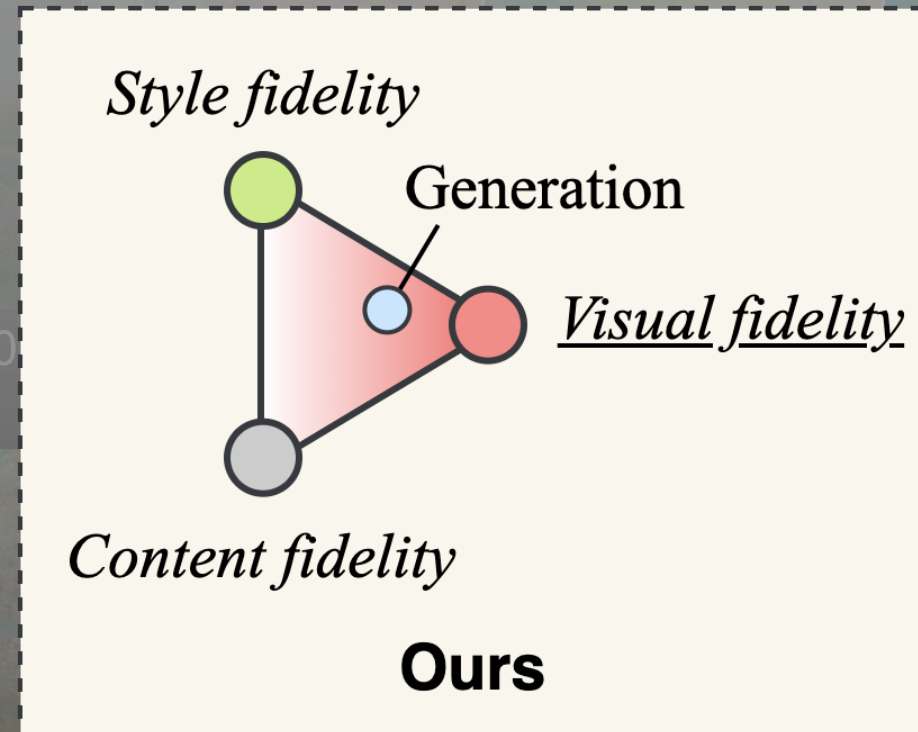 Style fidelity
Generation
Visual fidelity
Content fidelity
Ours